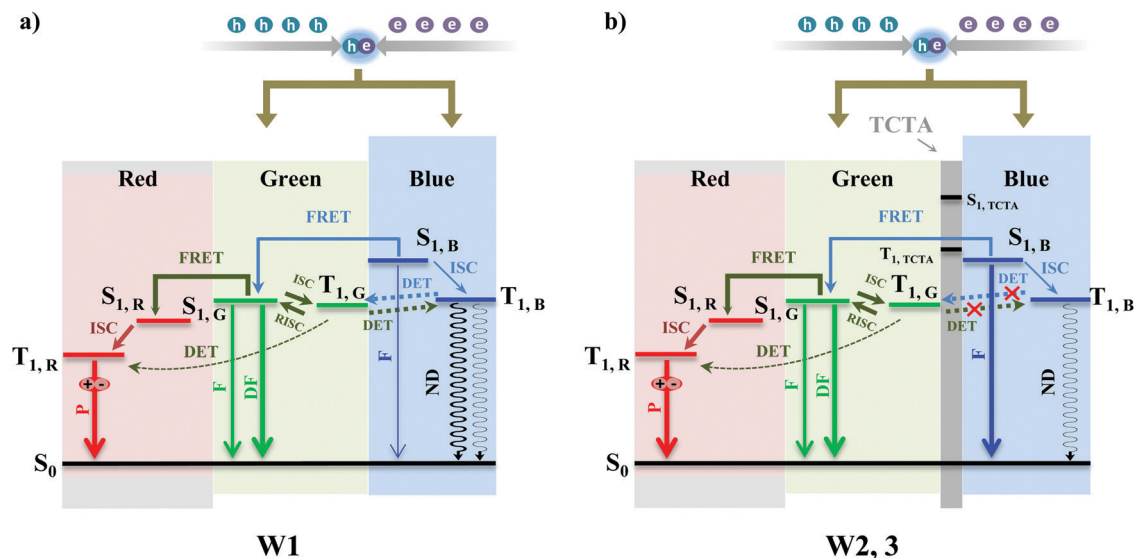 a)
h h h h
e e e e
h e
Red
Green
Blue
FRET
S1, B
FRET
ISC
ISC
T1, G
DET
S1, R
S1, G
T1, B
RISC
DET
ISC
DET
T1, R
+ -
P
F
DF
F
ND
S0
W1
b)
h h h h
e e e e
h e
TCTA
Red
Green
Blue
S1, TCTA
FRET
S1, B
T1, TCTA
FRET
ISC
ISC
T1, G
DET
S1, R
S1, G
T1, B
RISC
DET
ISC
DET
T1, R
+ -
P
F
DF
F
ND
S0
W2, 3